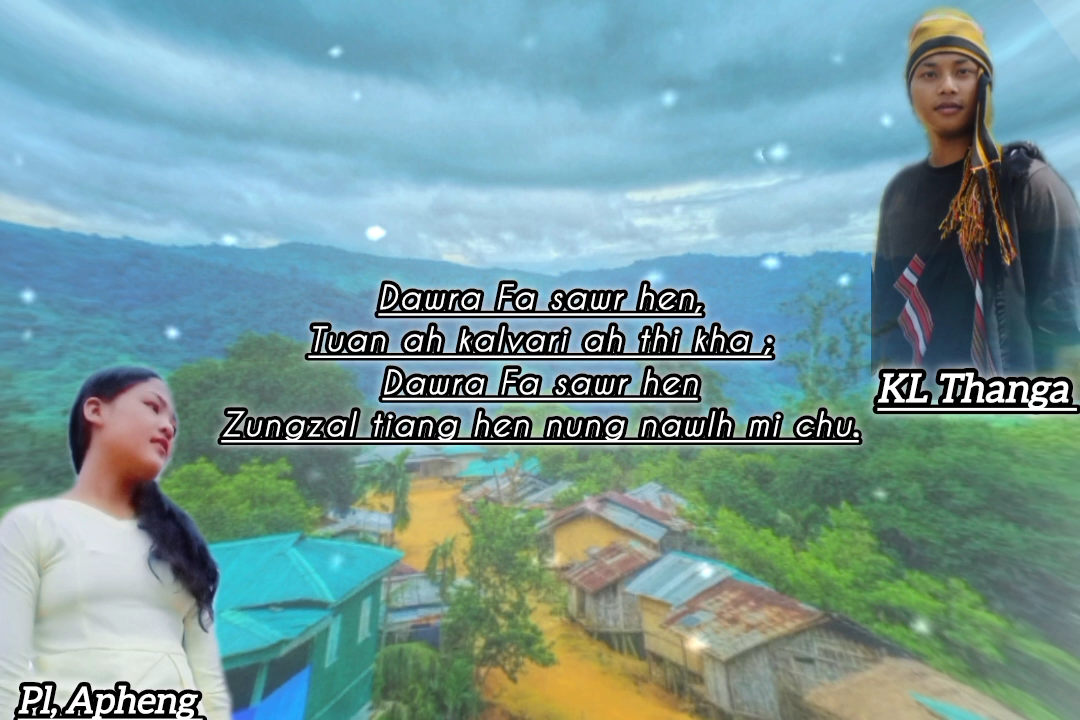 Dawra Fa sawr hen,
Tuan ah kalvari ah thi kha ;
Dawra Fa sawr hen
Zungzal tiang hen nung nawlh mi chu.
KL Thanga
Pl, Apheng